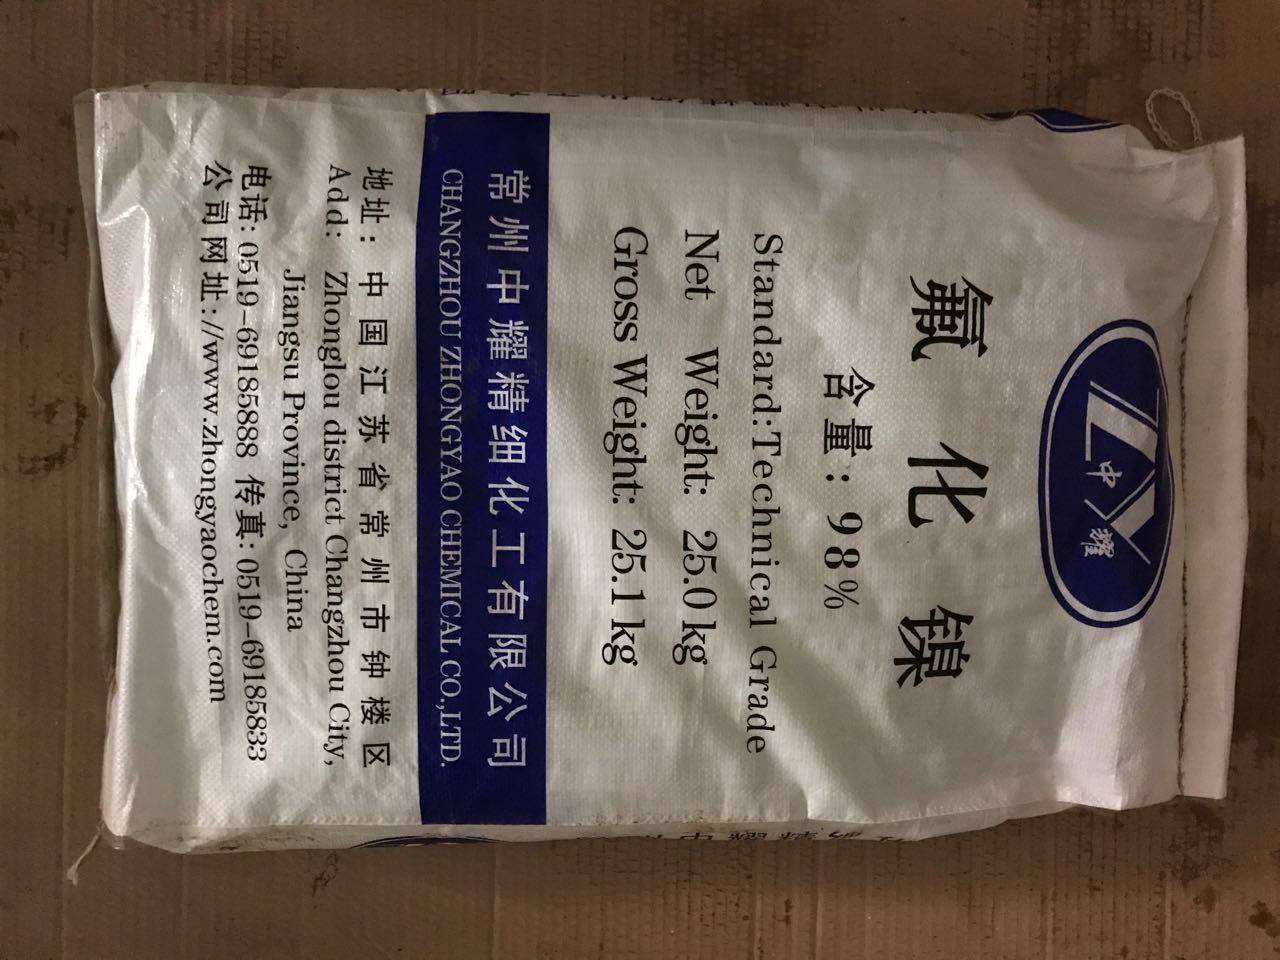 ZY
中 耀
氟化镍
含量：98%
Standard:Technical Grade
Net Weight: 25.0kg
Gross Weight: 25.1kg
常州中耀精细化工有限公司
CHANGZHOU ZHONGYAO CHEMICAL CO.,LTD.
地址：中国江苏省常州市钟楼区
Add: Zhonglou district Changzhou City,
Jiangsu Province, China
电话：0519-69185888 传真：0519-69185833
公司网址：//www.zhongyaochem.com